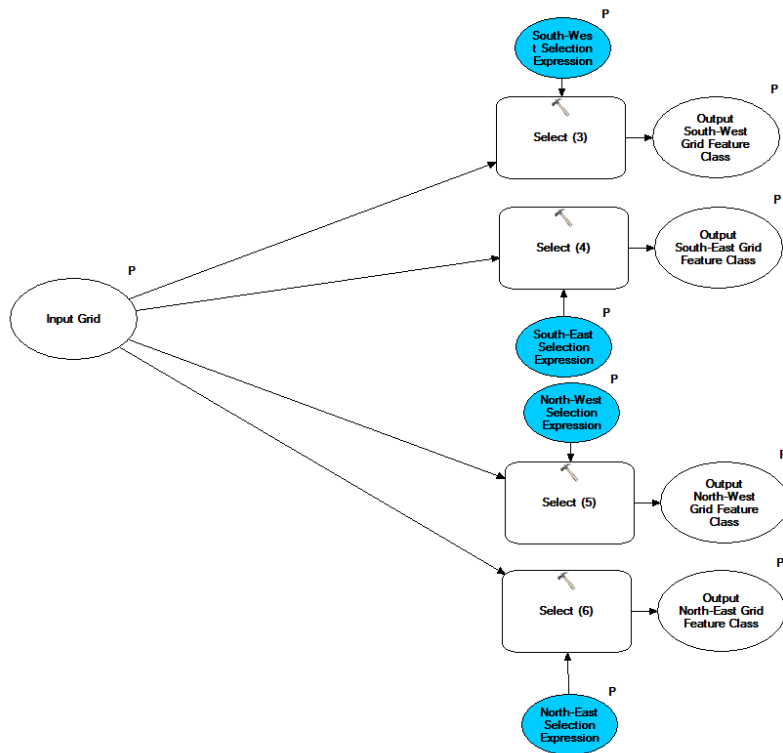 P
South-Wes
t Selection
Expression
P
Select (3)
Output
South-West
Grid Feature
Class
P
Select (4)
Output
South-East Grid
Feature Class
P
Input Grid
P
South-East
Selection
Expression
P
North-West
Selection
Expression
P
Select (5)
Output
North-West
Grid Feature
Class
P
Select (6)
Output
North-East Grid
Feature Class
P
North-East
Selection
Expression